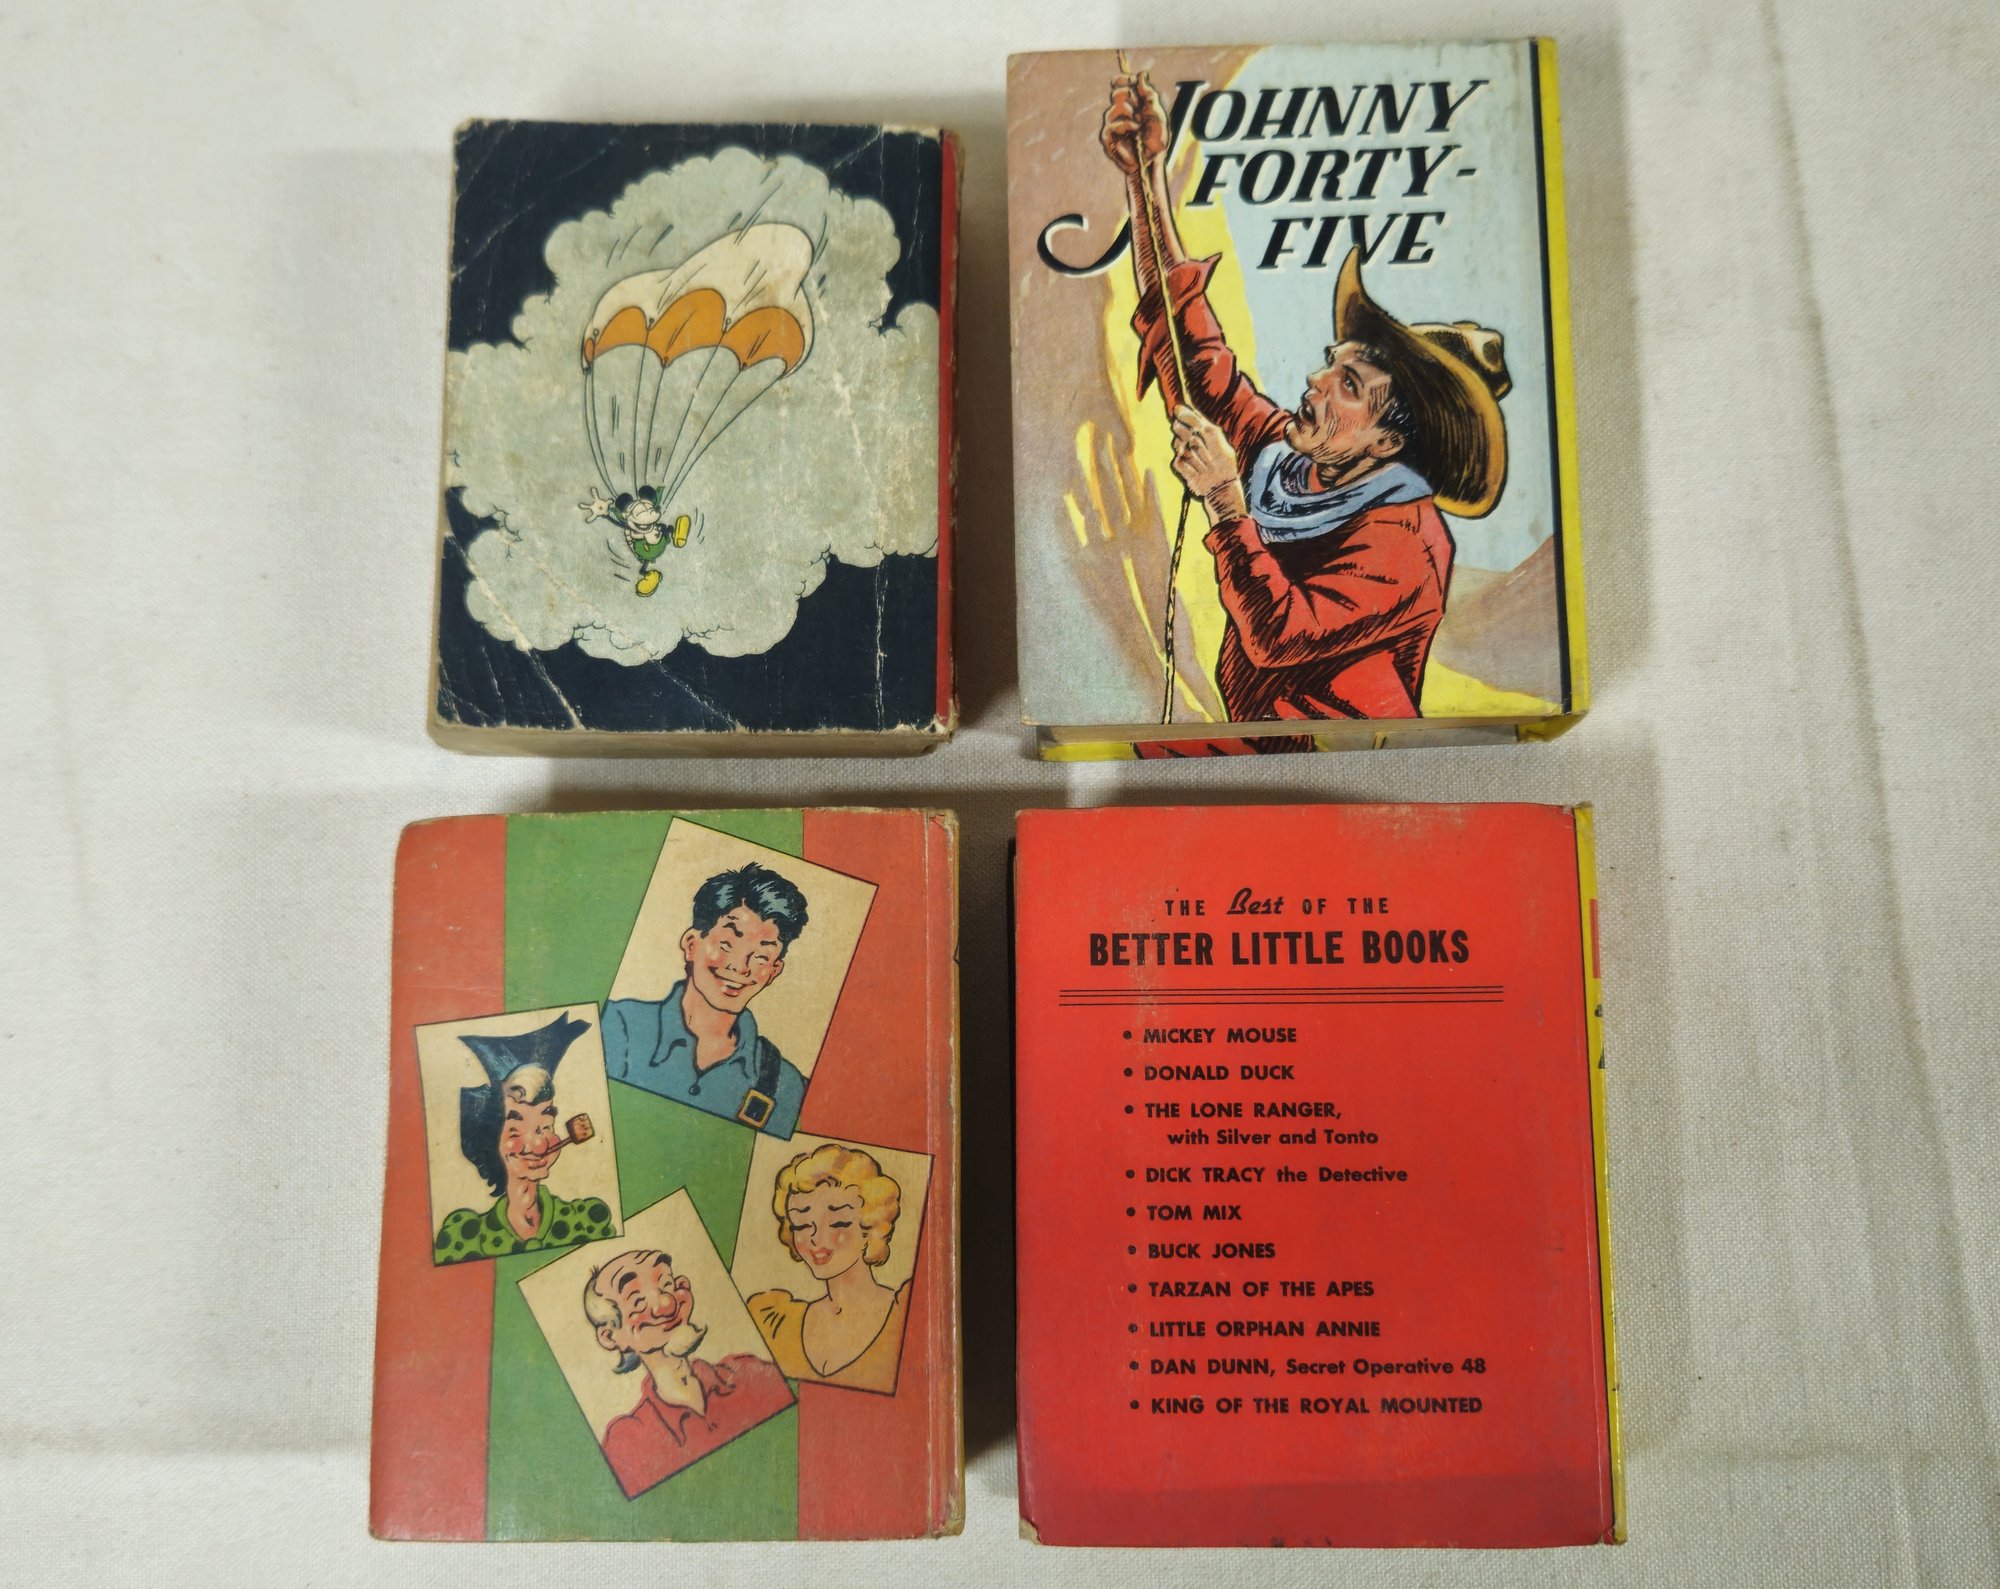 JOHNNY
FORTY-
FIVE
THE Best OF THE
BETTER LITTLE BOOKS
• MICKEY MOUSE
• DONALD DUCK
• THE LONE RANGER,
with Silver and Tonto
• DICK TRACY the Detective
• TOM MIX
• BUCK JONES
• TARZAN OF THE APES
• LITTLE ORPHAN ANNIE
• DAN DUNN, Secret Operative 48
• KING OF THE ROYAL MOUNTED